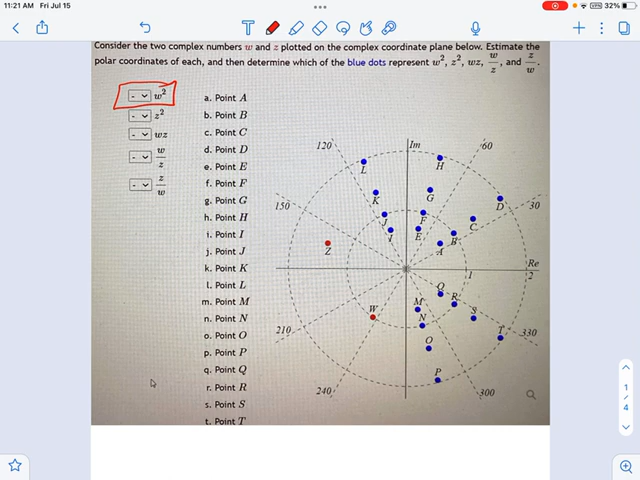 11:21 AM Fri Jul 15
VPN 32%
Consider the two complex numbers w and z plotted on the complex coordinate plane below. Estimate the
polar coordinates of each, and then determine which of the blue dots represent w², z², wz, w/z, and z/w.
- w²
- z²
- wz
- w/z
- z/w
a. Point A
b. Point B
c. Point C
d. Point D
e. Point E
f. Point F
g. Point G
h. Point H
i. Point I
j. Point J
k. Point K
l. Point L
m. Point M
n. Point N
o. Point O
p. Point P
q. Point Q
r. Point R
s. Point S
t. Point T
120 Im 60
L H
150 K G D 30
J F C
I E B
Z A
Re
1 2
Q
W M R
N S
210 T 330
O
P
240 300
1
/
4